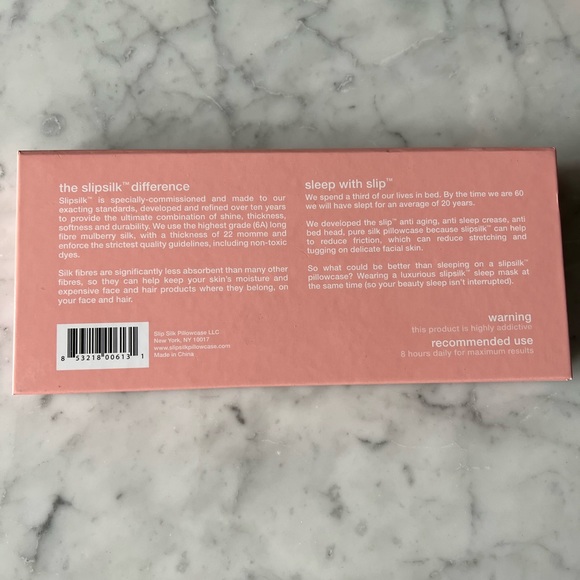 the slipsilk™ difference
Slipsilk™ is specially-commissioned and made to our
exacting standards, developed and refined over ten years
to provide the ultimate combination of shine, thickness,
softness and durability. We use the highest grade (6A) long
fibre mulberry silk, with a thickness of 22 momme and
enforce the strictest quality guidelines, including non-toxic
dyes.
Silk fibres are significantly less absorbent than many other
fibres, so they can help keep your skin's moisture and
expensive face and hair products where they belong, on
your face and hair.
8 53218 00613 1
Slip Silk Pillowcase LLC
New York, NY 10017
www.slipsilkpillowcase.com
Made in China
sleep with slip™
We spend a third of our lives in bed. By the time we are 60
we will have slept for an average of 20 years.
We developed the slip™ anti aging, anti sleep crease, anti
bed head, pure silk pillowcase because slipsilk™ can help
to reduce friction, which can reduce stretching and
tugging on delicate facial skin.
So what could be better than sleeping on a slipsilk™
pillowcase? Wearing a luxurious slipsilk™ sleep mask at
the same time (so your beauty sleep isn't interrupted).
warning
this product is highly addictive
recommended use
8 hours daily for maximum results